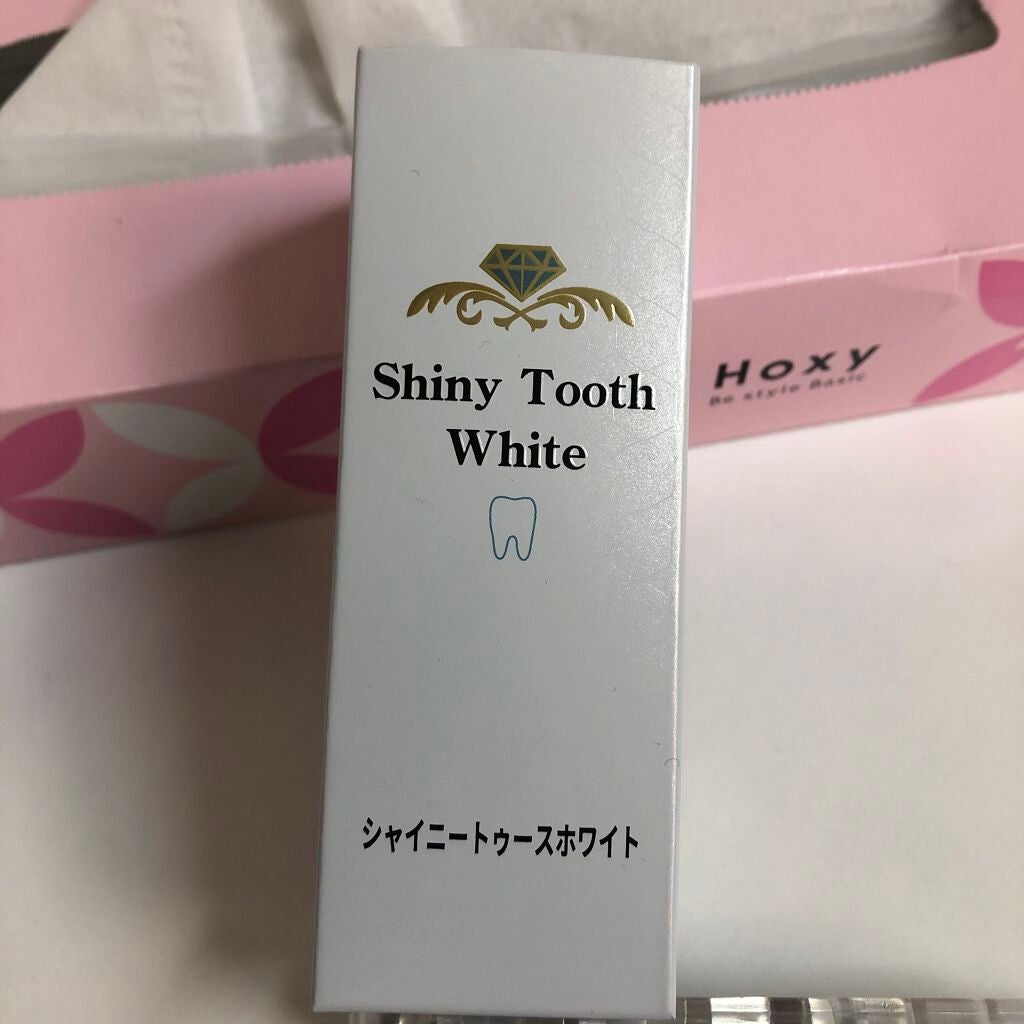 Shiny Tooth
White
シャイニートゥースホワイト
Hoxy
Be style Basic